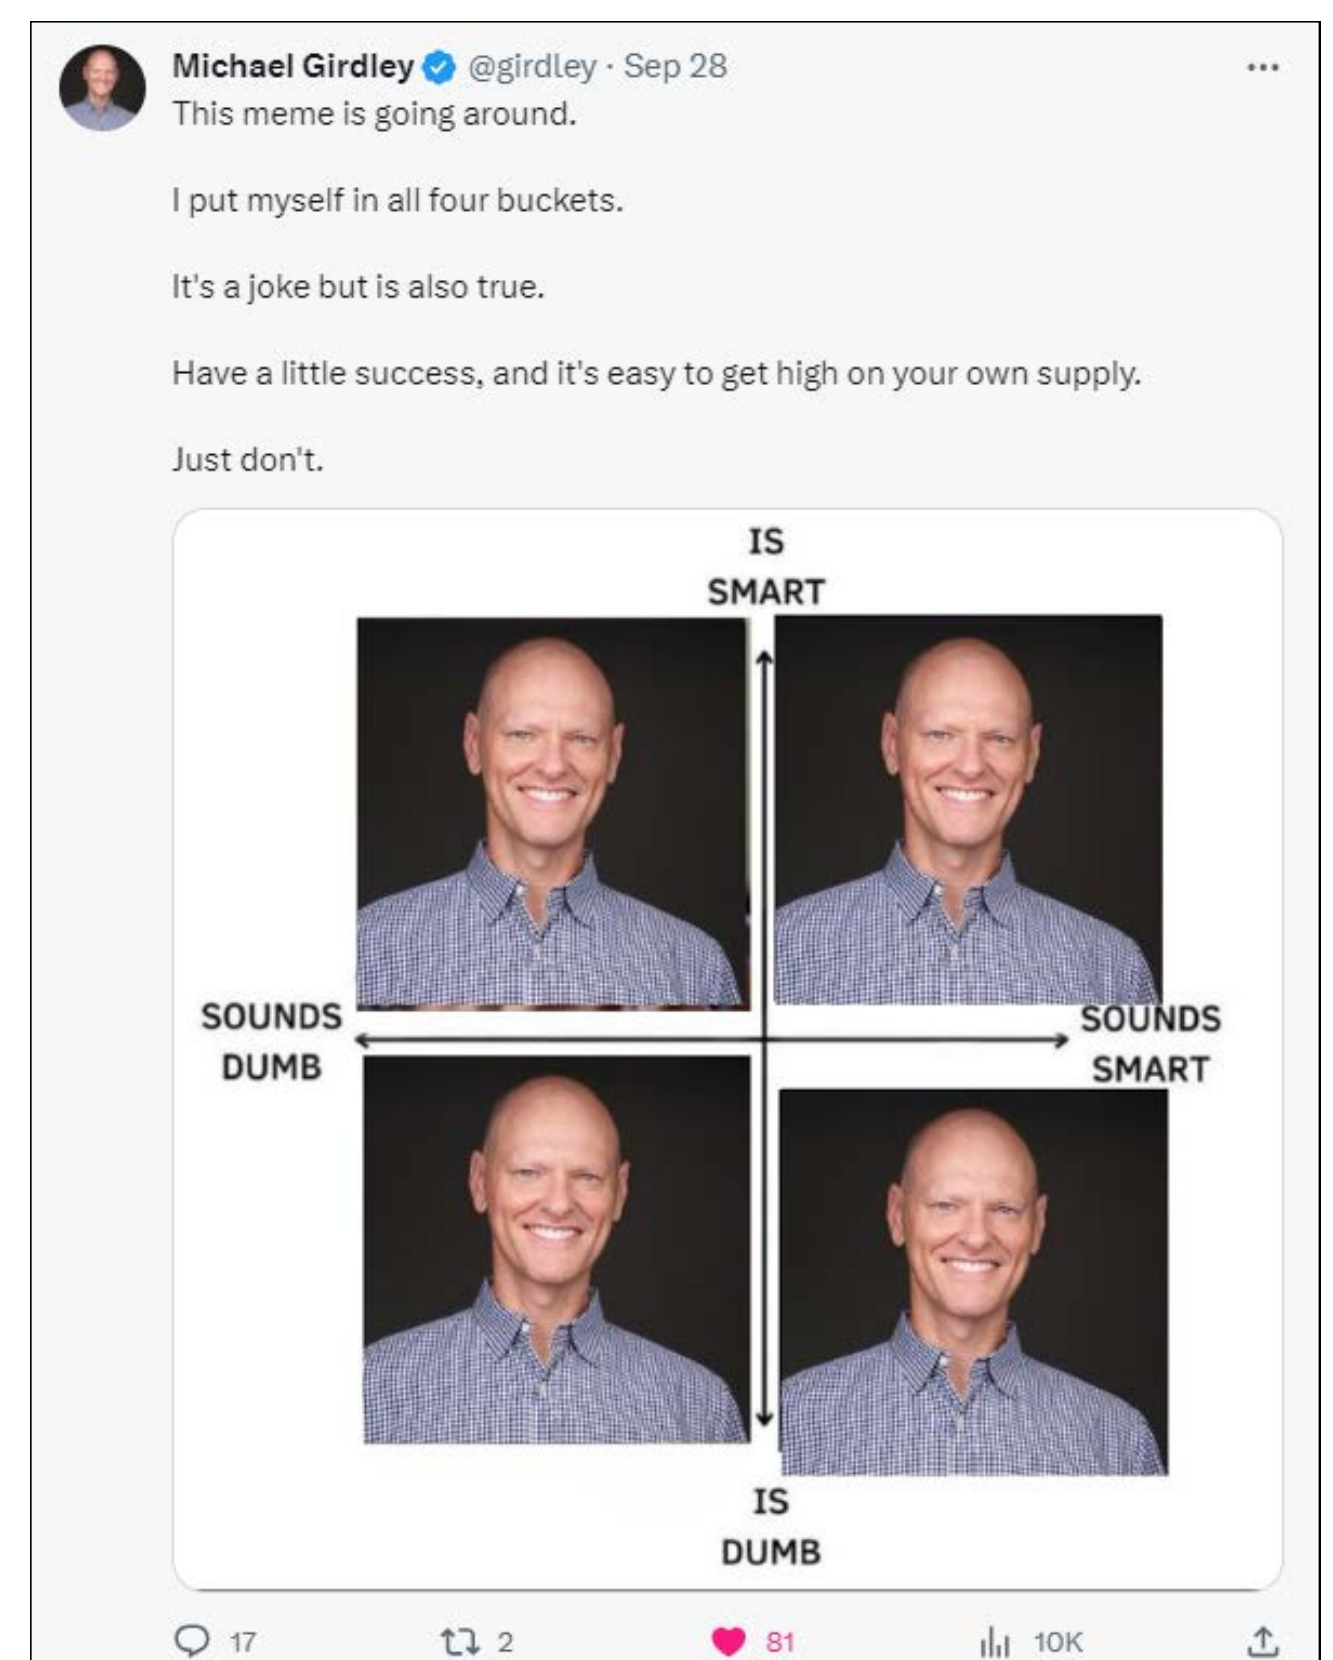 Michael Girdley @girdley · Sep 28
This meme is going around.
I put myself in all four buckets.
It's a joke but is also true.
Have a little success, and it's easy to get high on your own supply.
Just don't.
IS
SMART
SOUNDS
DUMB
SOUNDS
SMART
IS
DUMB
17 2 81 10K